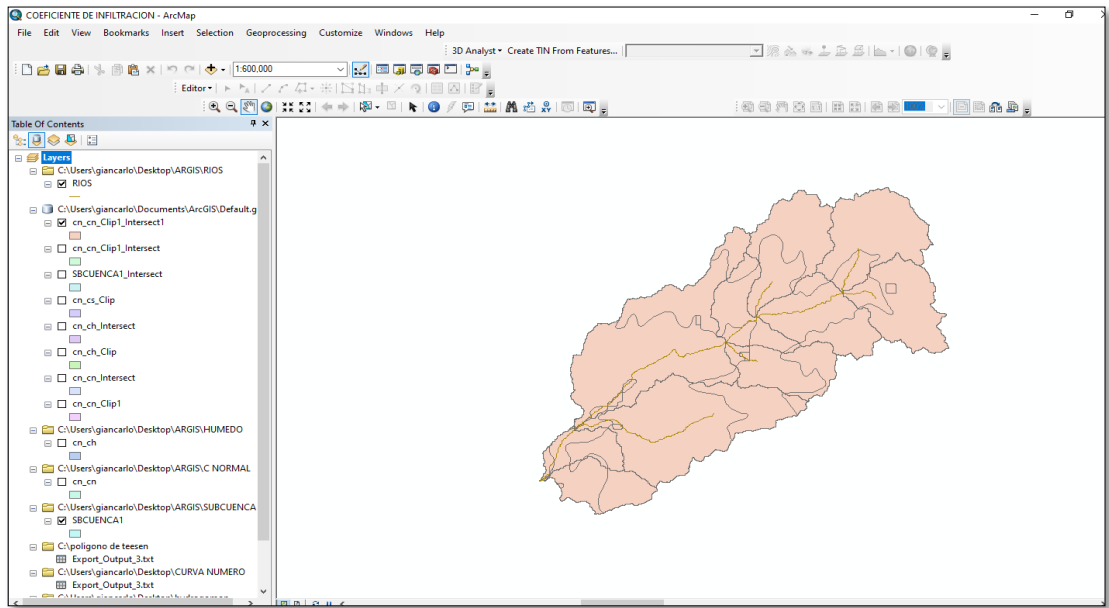 COEFICIENTE DE INFILTRACION - ArcMap
File Edit View Bookmarks Insert Selection Geoprocessing Customize Windows Help
3D Analyst Create TIN From Features...
1:600,000
Editor
Table Of Contents
Layers
C:\Users\giancarlo\Desktop\ARGIS\RIOS
RIOS
C:\Users\giancarlo\Documents\ArcGIS\Default.g
cn_cn_Clip1_Intersect1
cn_cn_Clip1_Intersect
SBCUENCA1_Intersect
cn_cs_Clip
cn_ch_Intersect
cn_ch_Clip
cn_cn_Intersect
cn_cn_Clip1
C:\Users\giancarlo\Desktop\ARGIS\HUMEDO
cn_ch
C:\Users\giancarlo\Desktop\ARGIS\C NORMAL
cn_cn
C:\Users\giancarlo\Desktop\ARGIS\SUBCUENCA
SBCUENCA1
C:\poligono de teesen
Export_Output_3.txt
C:\Users\giancarlo\Desktop\CURVA NUMERO
Export_Output_3.txt